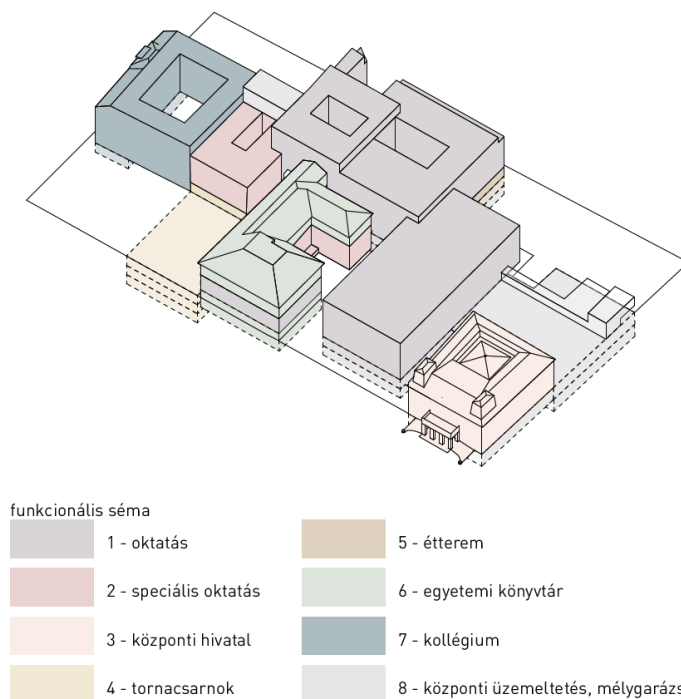 funkcionális séma
1 - oktatás
2 - speciális oktatás
3 - központi hivatal
4 - tornacsarnok
5 - étterem
6 - egyetemi könyvtár
7 - kollégium
8 - központi üzemeltetés, mélygarázs